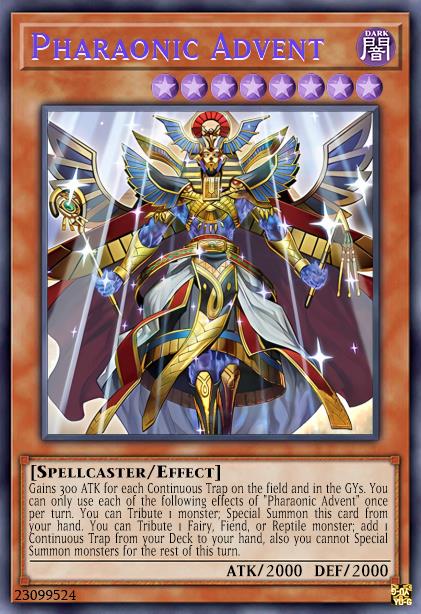 Pharaonic Advent
DARK
闇
[Spellcaster/Effect]
Gains 300 ATK for each Continuous Trap on the field and in the GYs. You
can only use each of the following effects of "Pharaonic Advent" once
per turn. You can Tribute 1 monster; Special Summon this card from
your hand. You can Tribute 1 Fairy, Fiend, or Reptile monster; add 1
Continuous Trap from your Deck to your hand, also you cannot Special
Summon monsters for the rest of this turn.
ATK/2000 DEF/2000
23099524